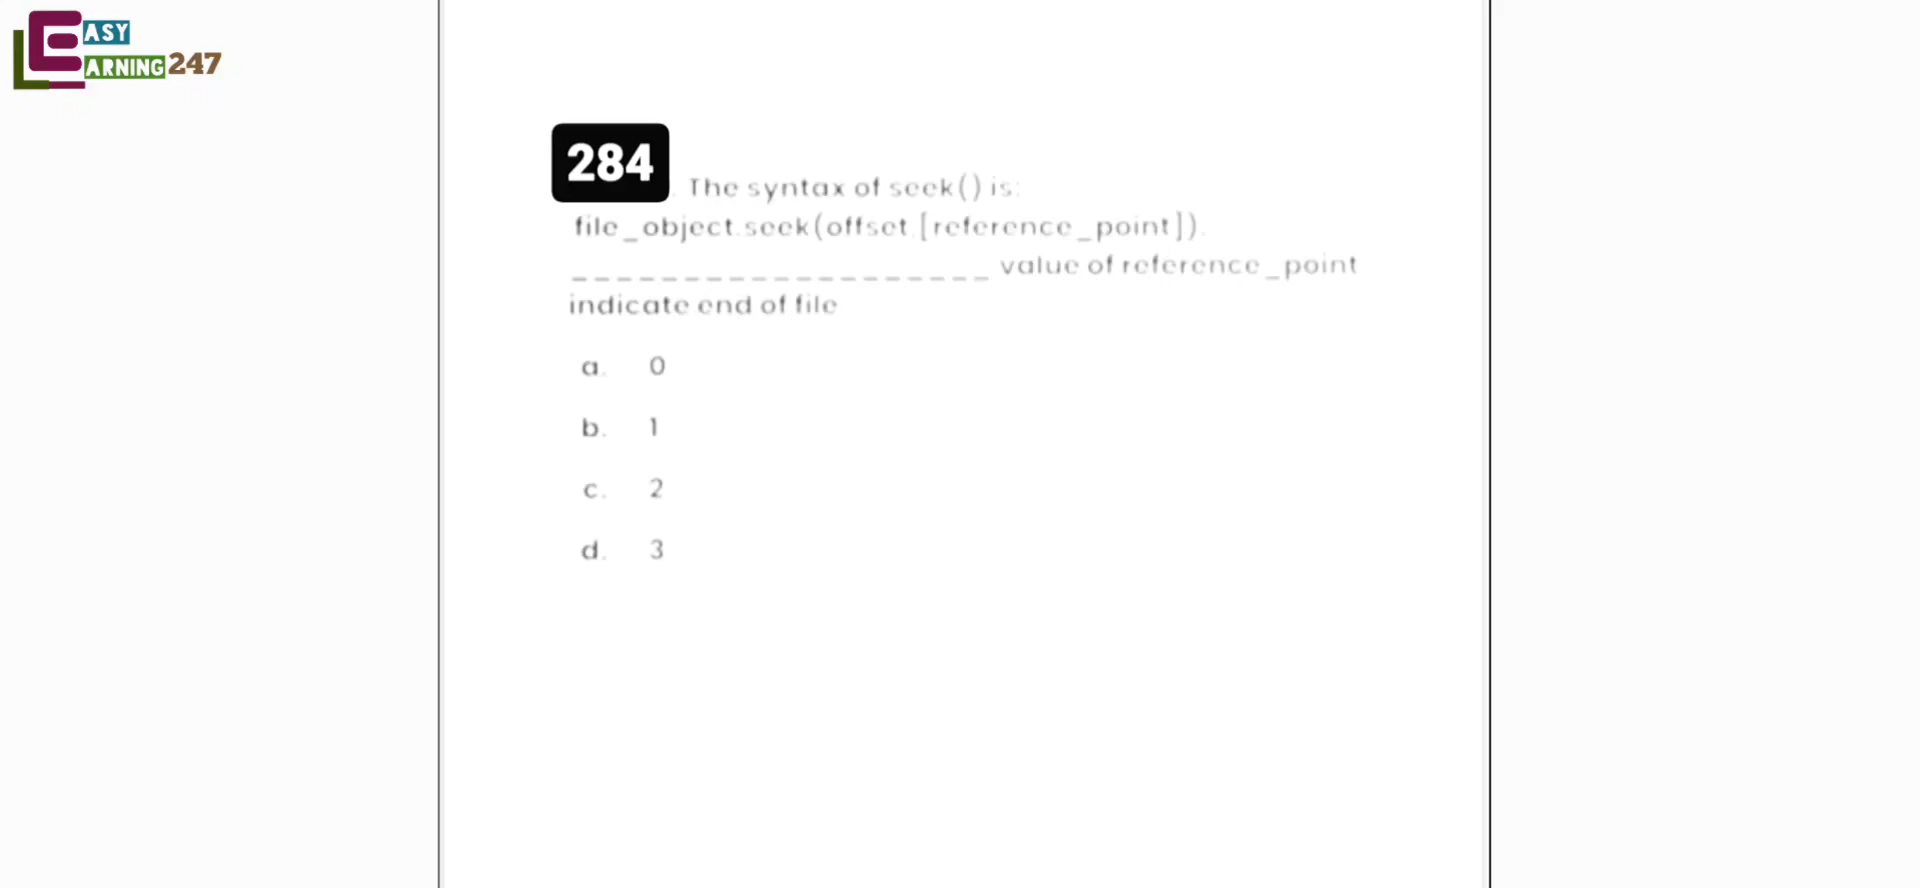 EASY
LEARNING247
284
. The syntax of seek() is:
file_object.seek(offset [reference_point]).
___________________ value of reference_point
indicate end of file
a. 0
b. 1
c. 2
d. 3